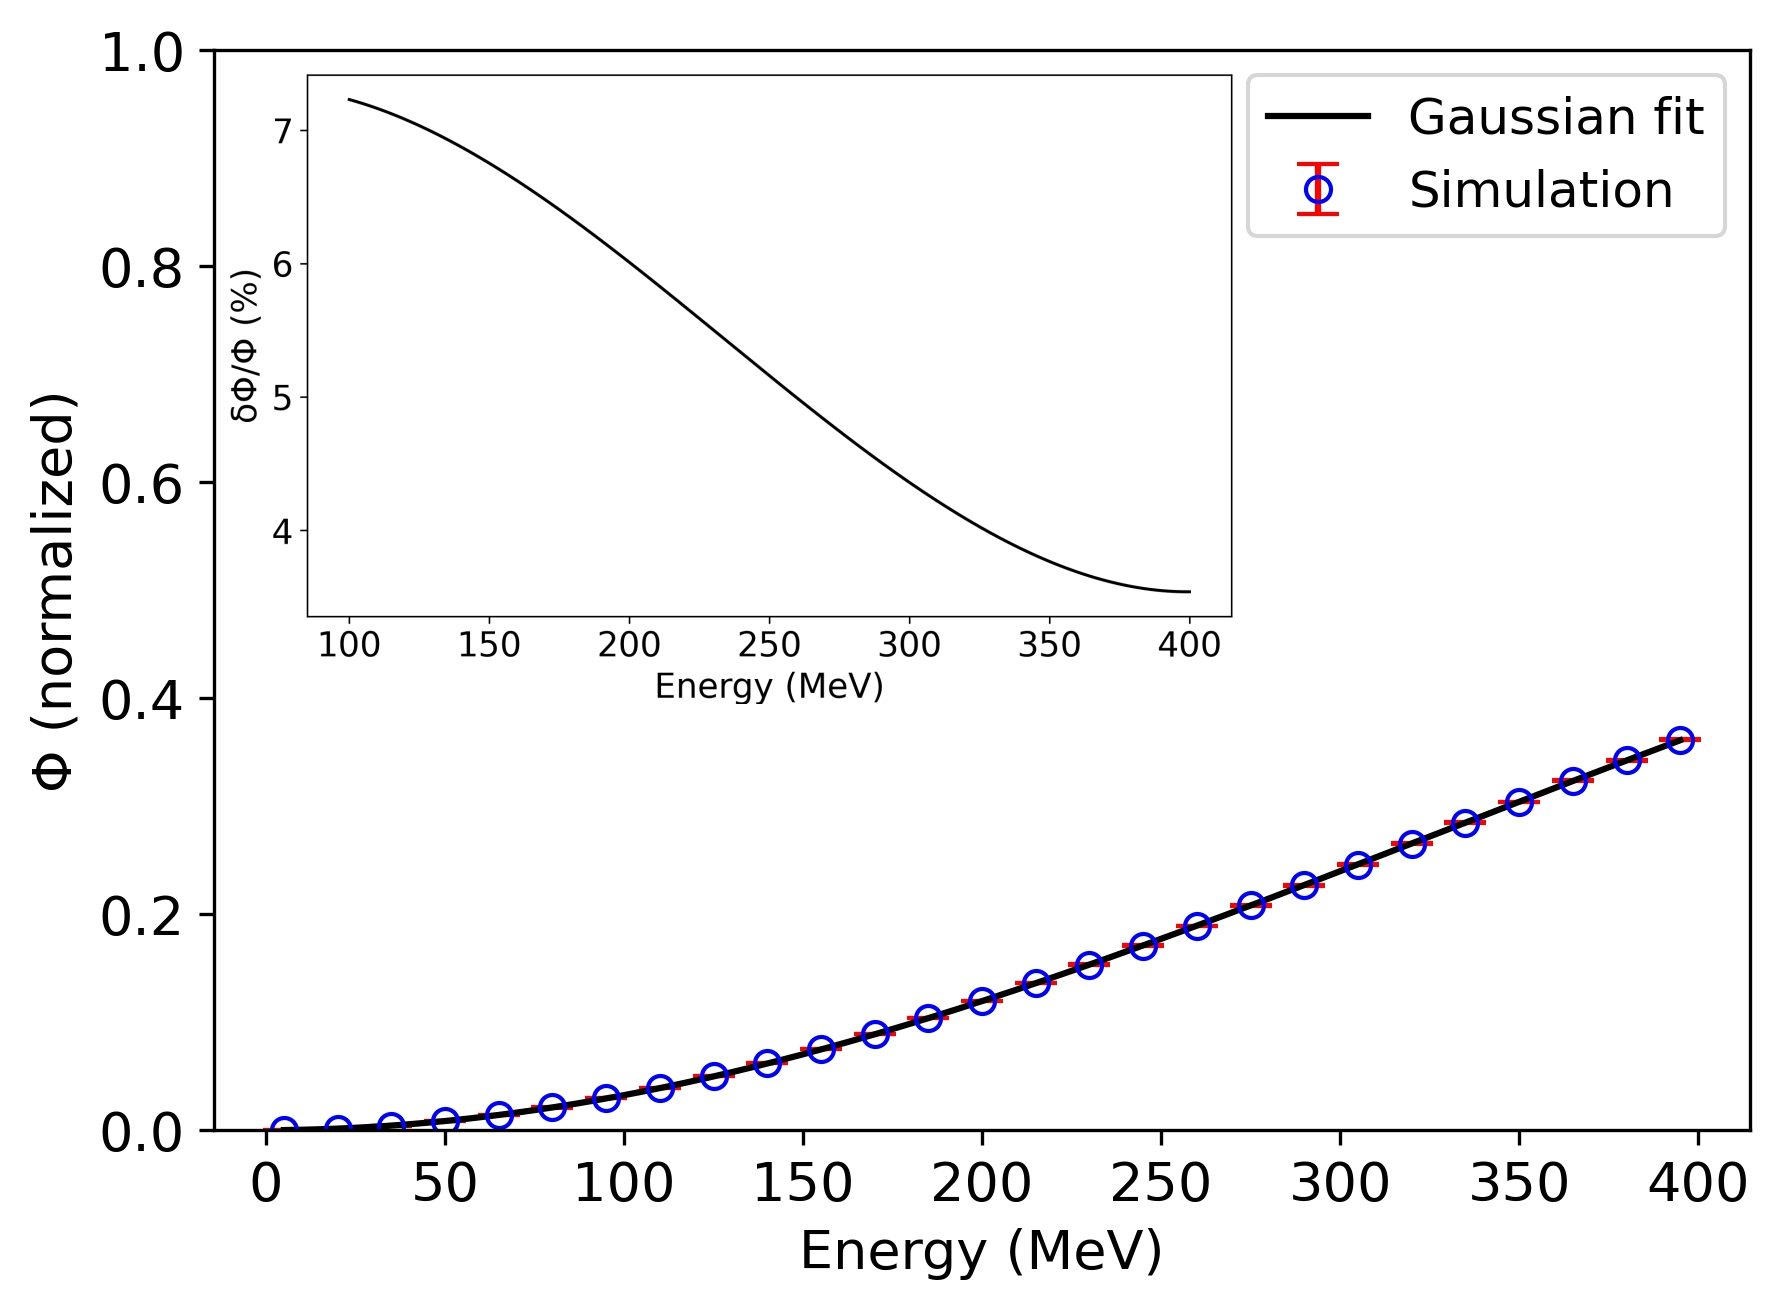 Φ (normalized)
1.0
0.8
0.6
0.4
0.2
0.0
δΦ/Φ (%)
7
6
5
4
100 150 200 250 300 350 400
Energy (MeV)
Gaussian fit
Simulation
0 50 100 150 200 250 300 350 400
Energy (MeV)